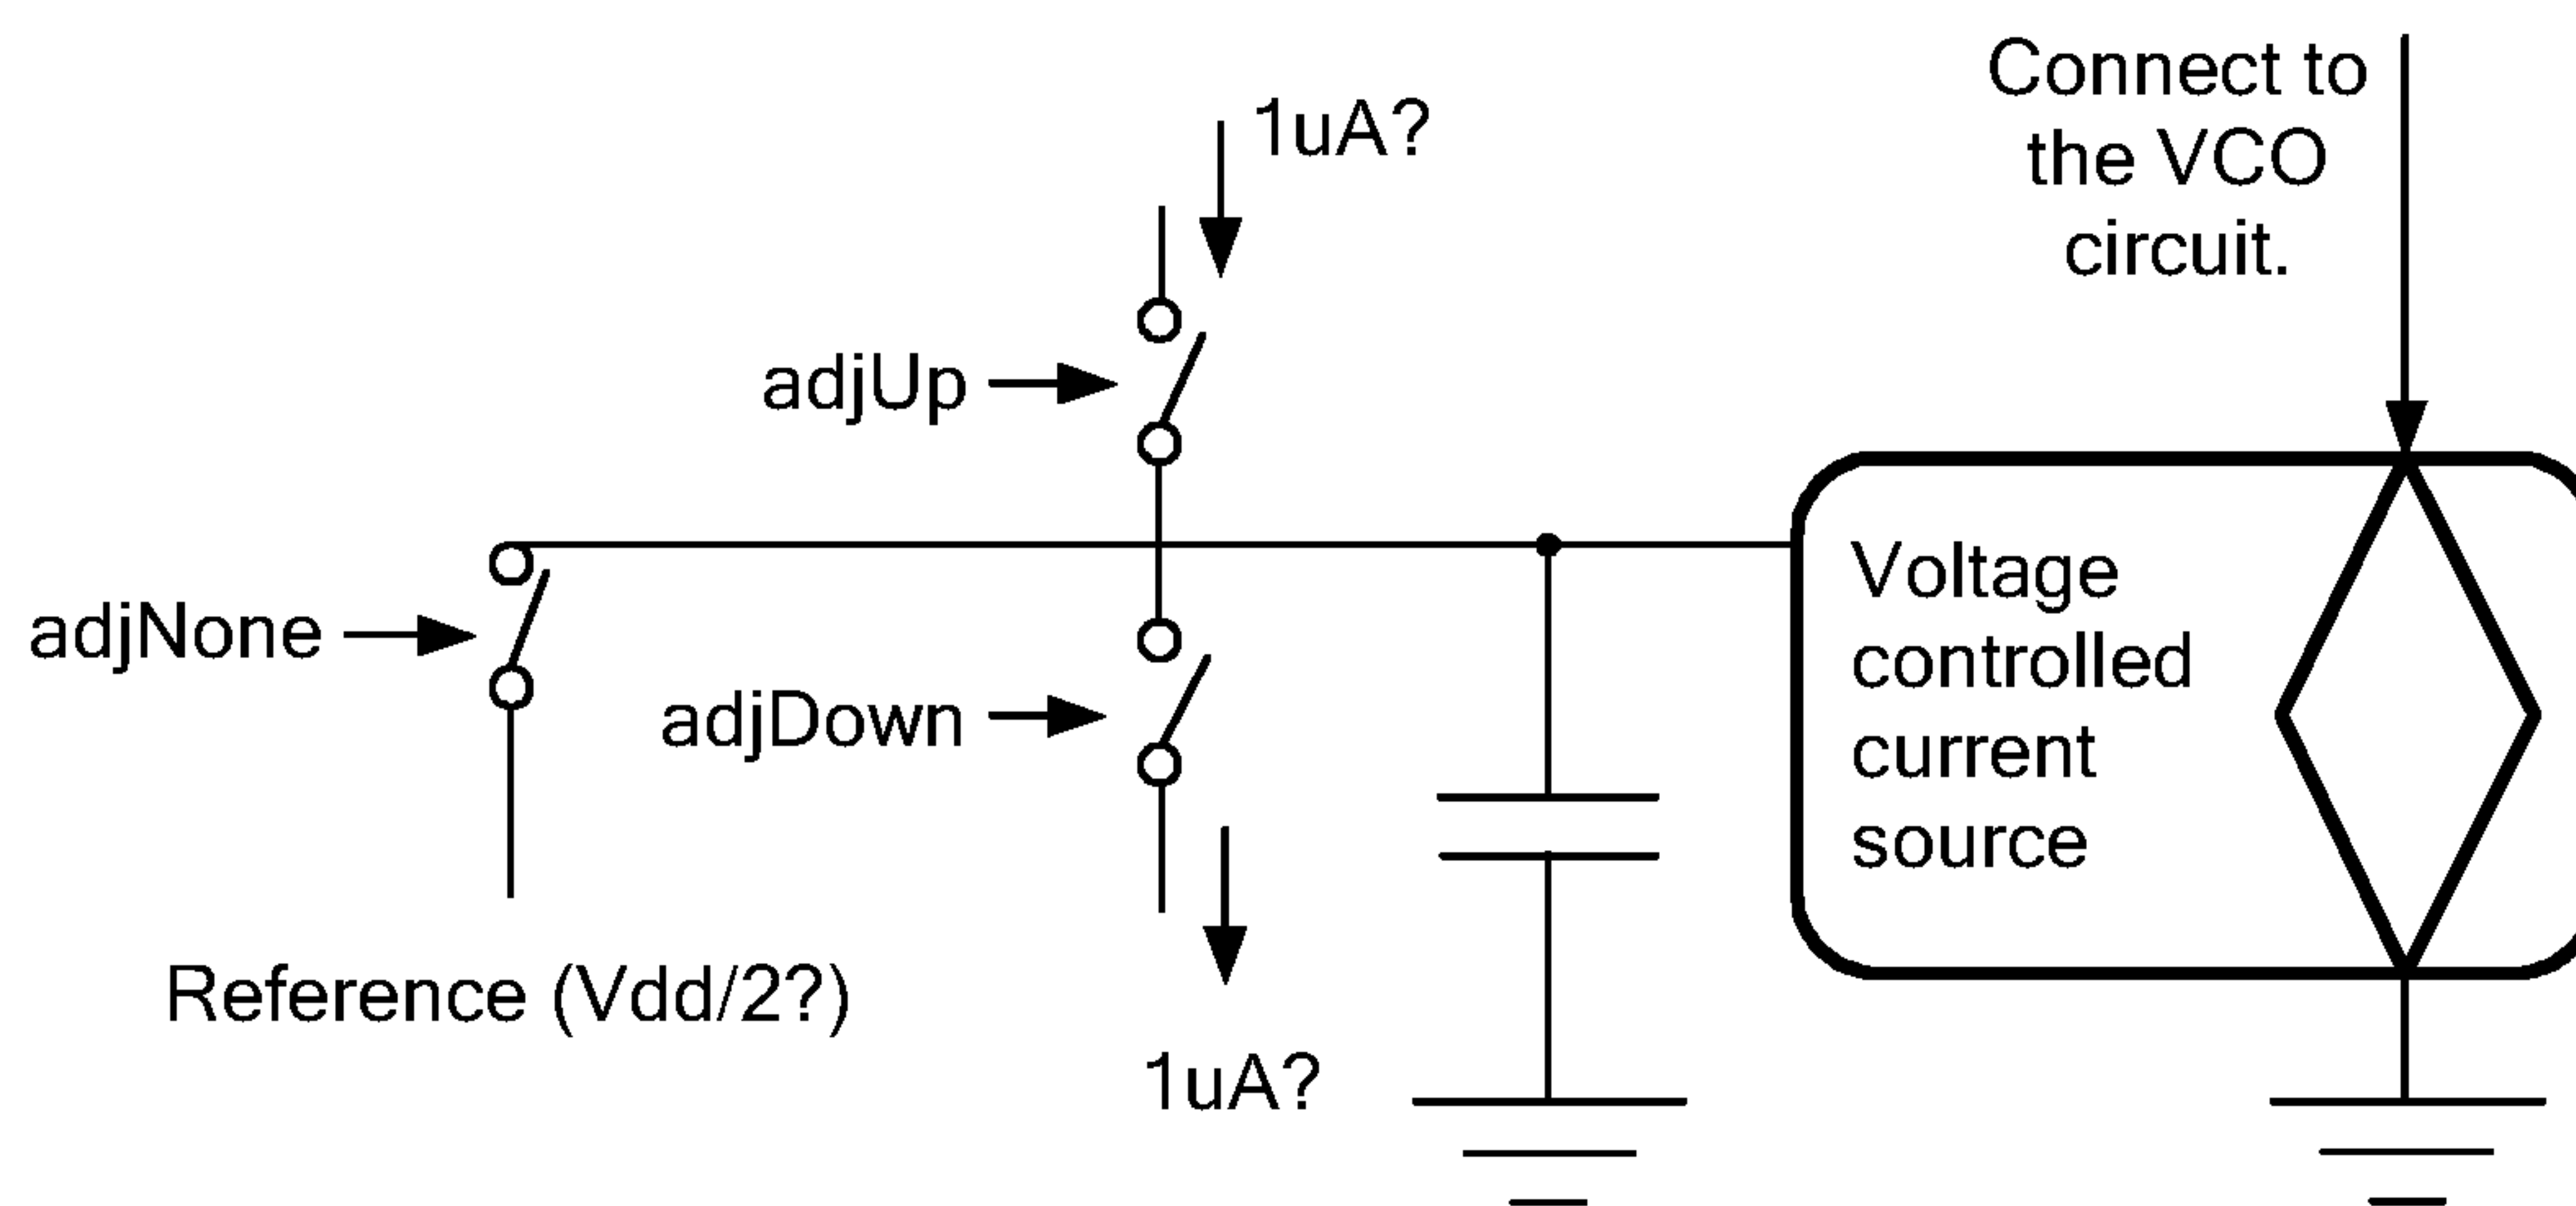 Connect to
the VCO
circuit.
1uA?
adjUp
adjNone
adjDown
Voltage
controlled
current
source
Reference (Vdd/2?)
1uA?